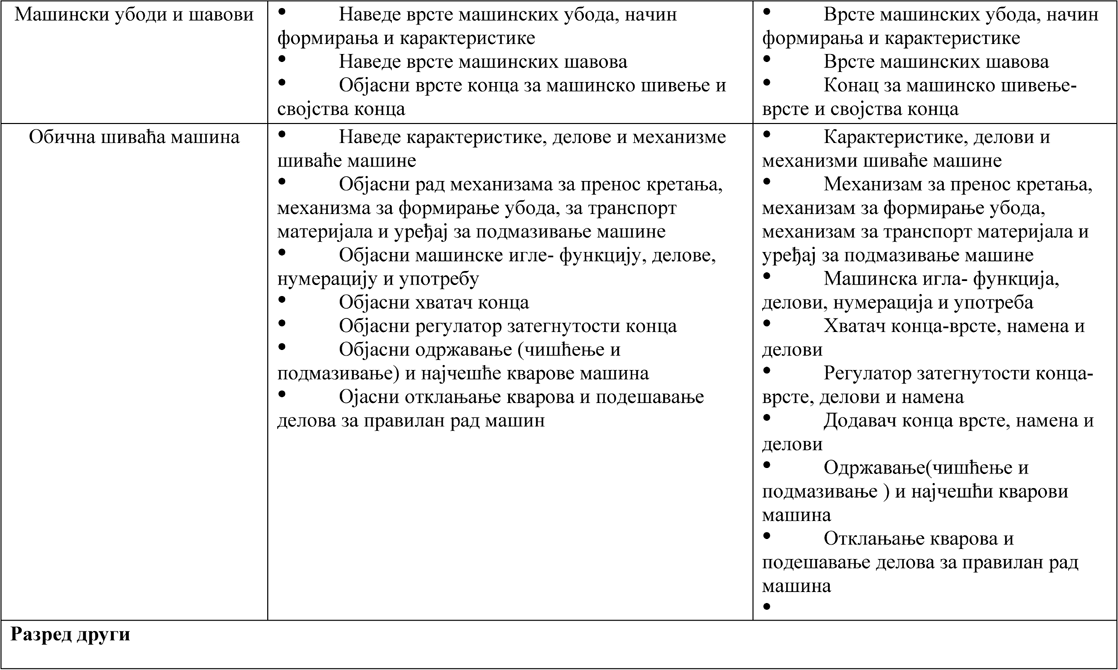 Машински убоди и шавови
• Наведе врсте машинских убода, начин
формирања и карактеристике
• Наведе врсте машинских шавова
• Објасни врсте конца за машинско шивење и
својства конца
• Врсте машинских убода, начин
формирања и карактеристике
• Врсте машинских шавова
• Конац за машинско шивење-
врсте и својства конца
Обична шиваћа машина
• Наведе карактеристике, делове и механизме
шиваће машине
• Објасни рад механизама за пренос кретања,
механизма за формирање убода, за транспорт
материјала и уређај за подмазивање машине
• Објасни машинске игле- функцију, делове,
нумерацију и употребу
• Објасни хватач конца
• Објасни регулатор затегнутости конца
• Објасни одржавање (чишћење и
подмазивање) и најчешће кварове машина
• Ојасни отклањање кварова и подешавање
делова за правилан рад машин
• Карактеристике, делови и
механизми шиваће машине
• Механизам за пренос кретања,
механизам за формирање убода,
механизам за транспорт материјала и
уређај за подмазивање машине
• Машинска игла- функција,
делови, нумерација и употреба
• Хватач конца-врсте, намена и
делови
• Регулатор затегнутости конца-
врсте, делови и намена
• Додавач конца врсте, намена и
делови
• Одржавање(чишћење и
подмазивање ) и најчешћи кварови
машина
• Отклањање кварова и
подешавање делова за правилан рад
машина
•
Разред други